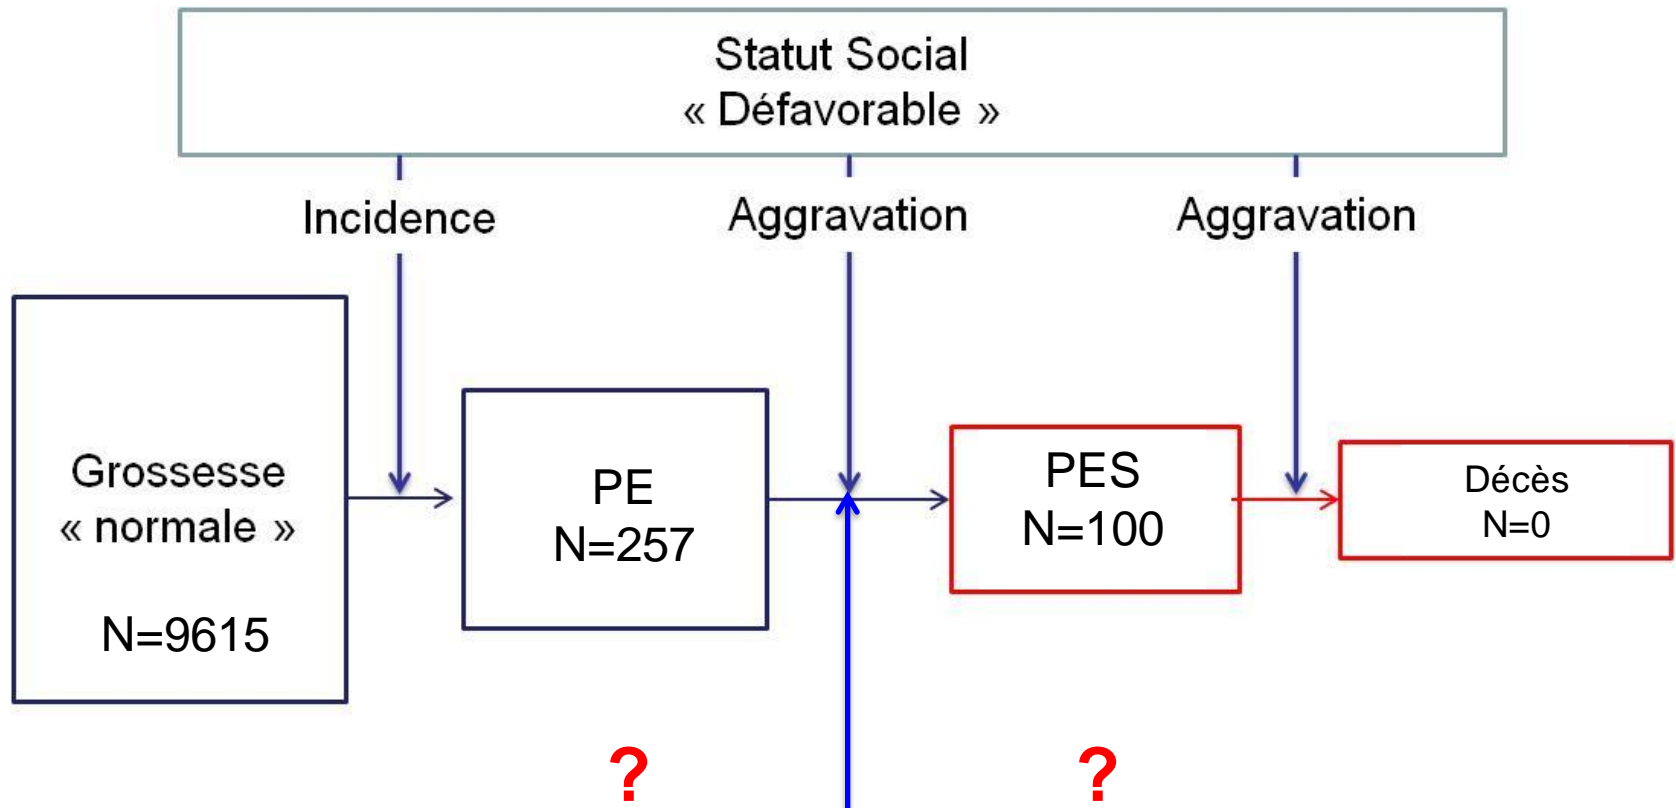 Statut Social
« Défavorable »
Incidence
Aggravation
Aggravation
Grossesse
« normale »
N=9615
PE
N=257
PES
N=100
Décès
N=0
?
?